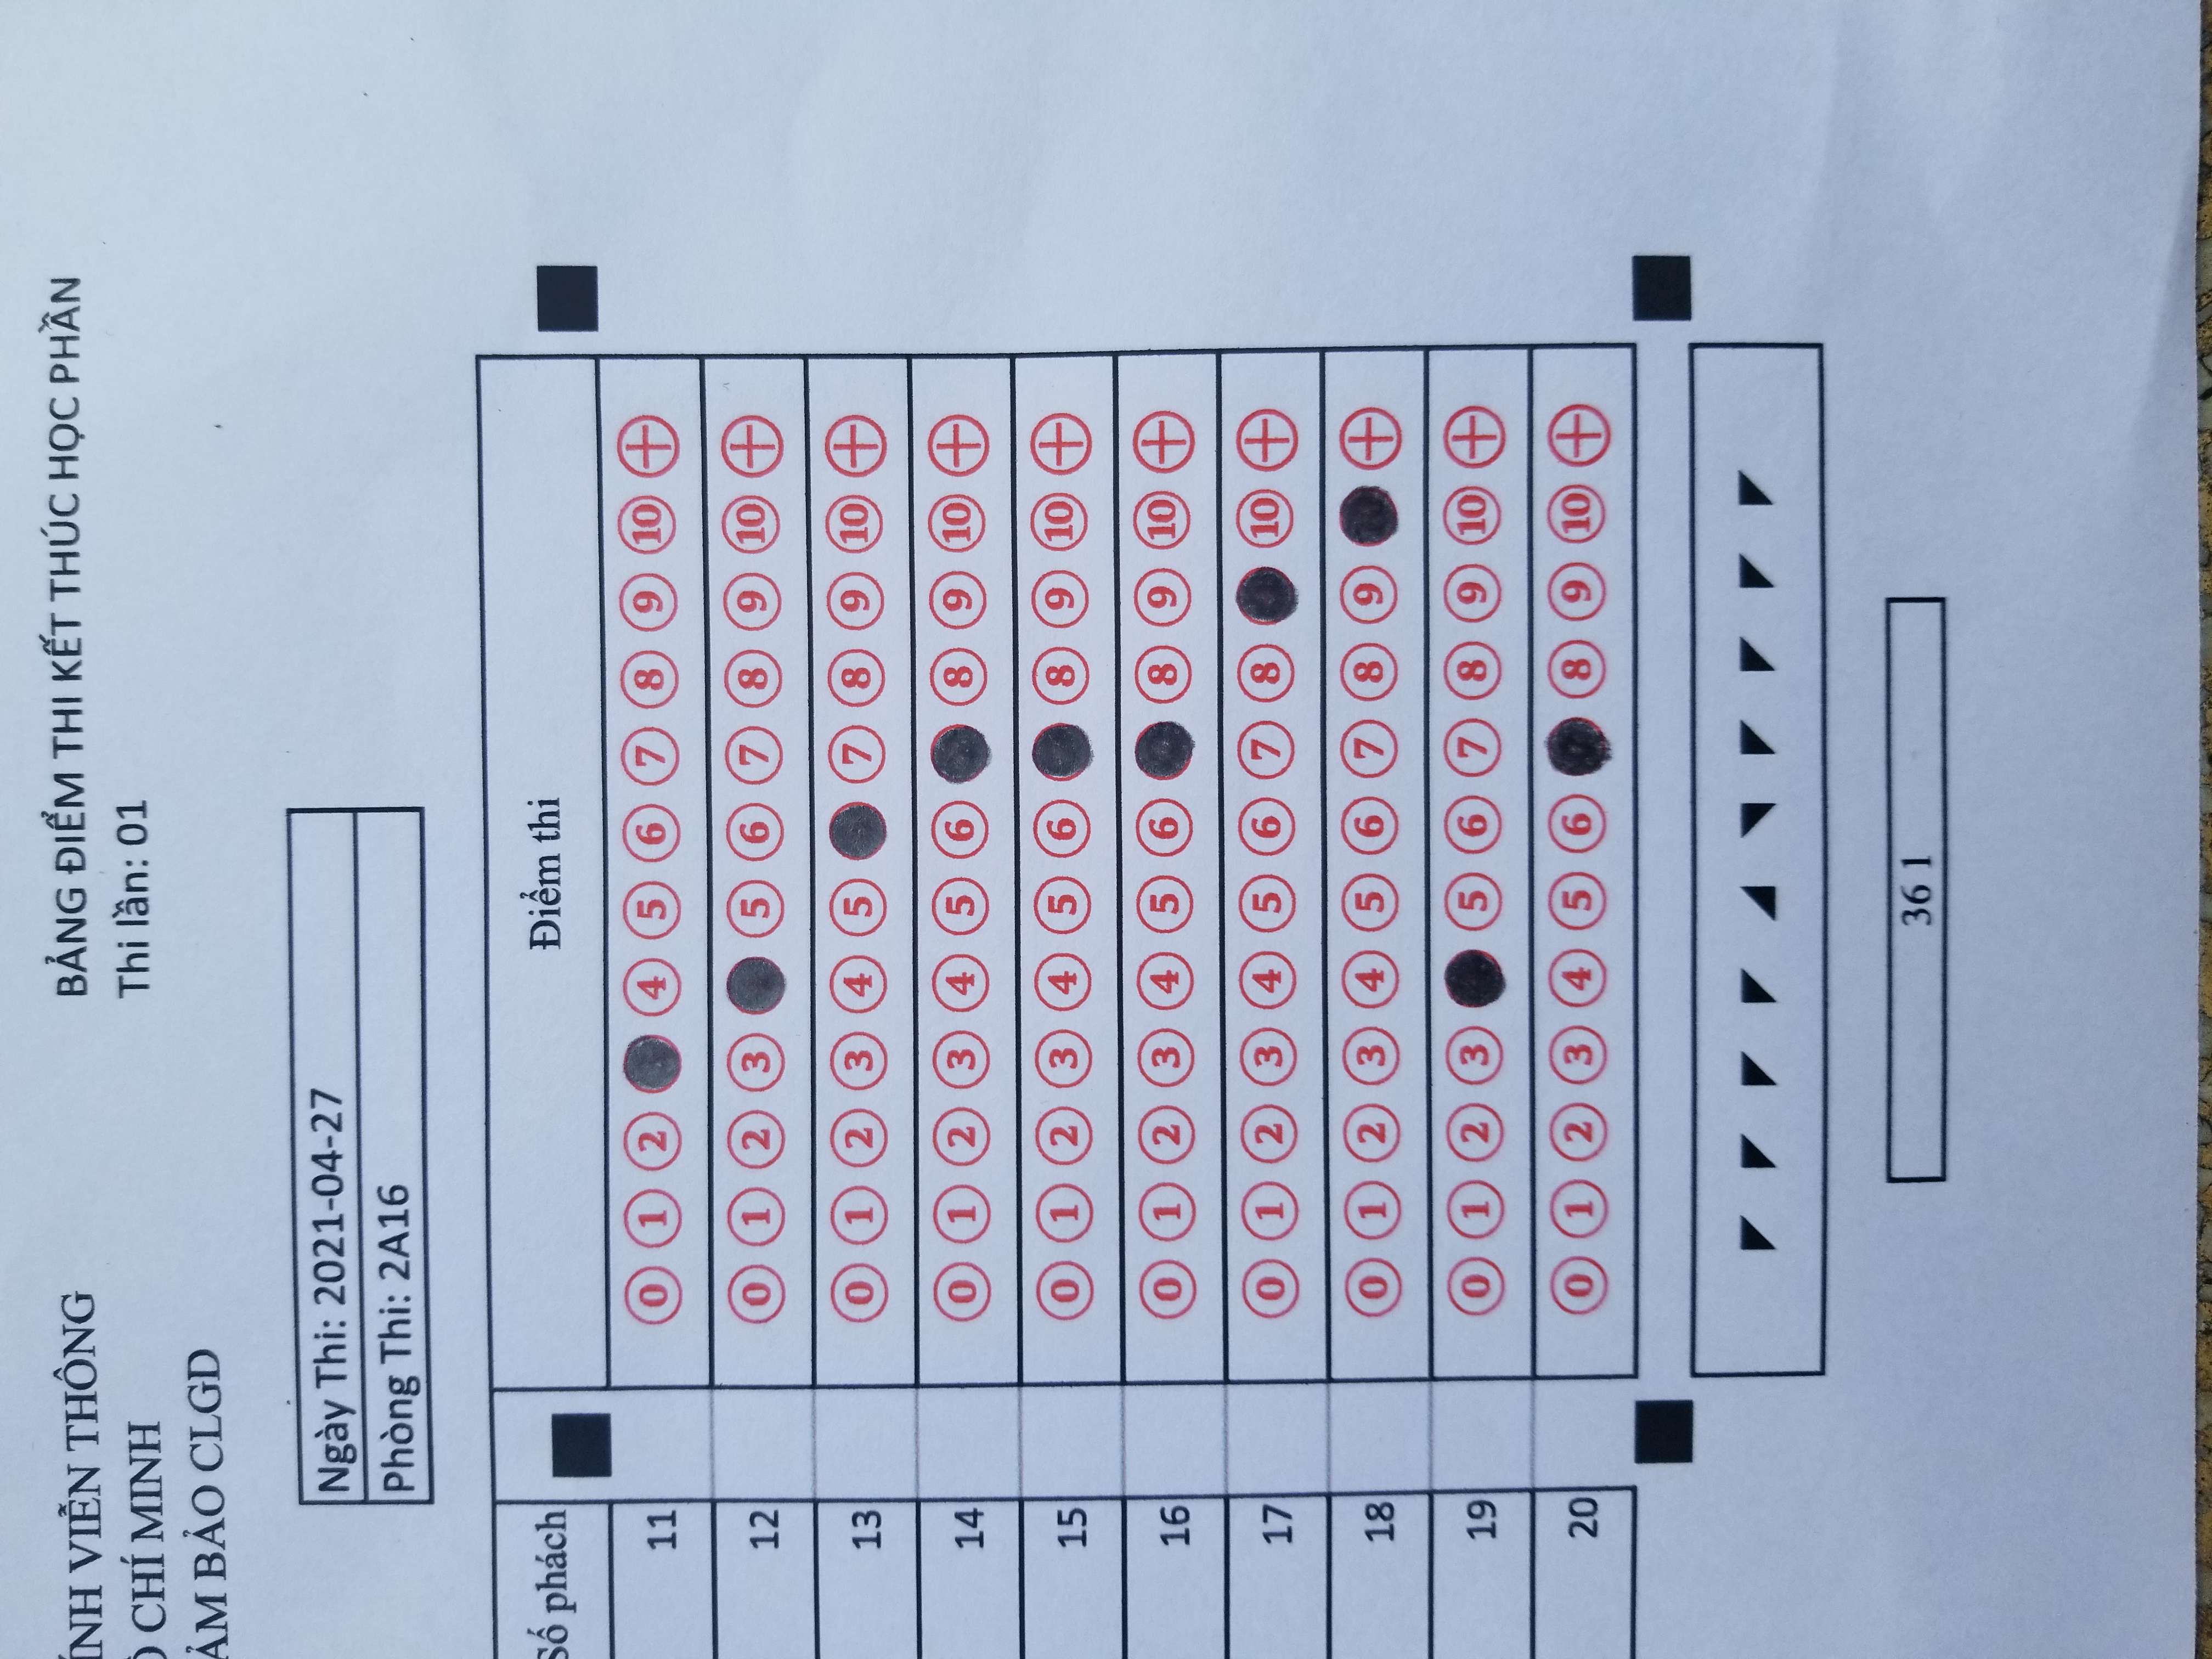 ÍNH VIỄN THÔNG
Ồ CHÍ MINH
ẢM BẢO CLGD
BẢNG ĐIỂM THI KẾT THÚC HỌC PHẦN
Thi lần: 01
Ngày Thi: 2021-04-27
Phòng Thi: 2A16
Số phách Điểm thi
11 0 1 2 4 5 6 7 8 9 10 +
12 0 1 2 3 5 6 7 8 9 10 +
13 0 1 2 3 4 5 7 8 9 10 +
14 0 1 2 3 4 5 6 8 9 10 +
15 0 1 2 3 4 5 6 8 9 10 +
16 0 1 2 3 4 5 6 8 9 10 +
17 0 1 2 3 4 5 6 7 8 10 +
18 0 1 2 3 4 5 6 7 8 9 +
19 0 1 2 3 5 6 7 8 9 10 +
20 0 1 2 3 4 5 6 8 9 10 +
36 1